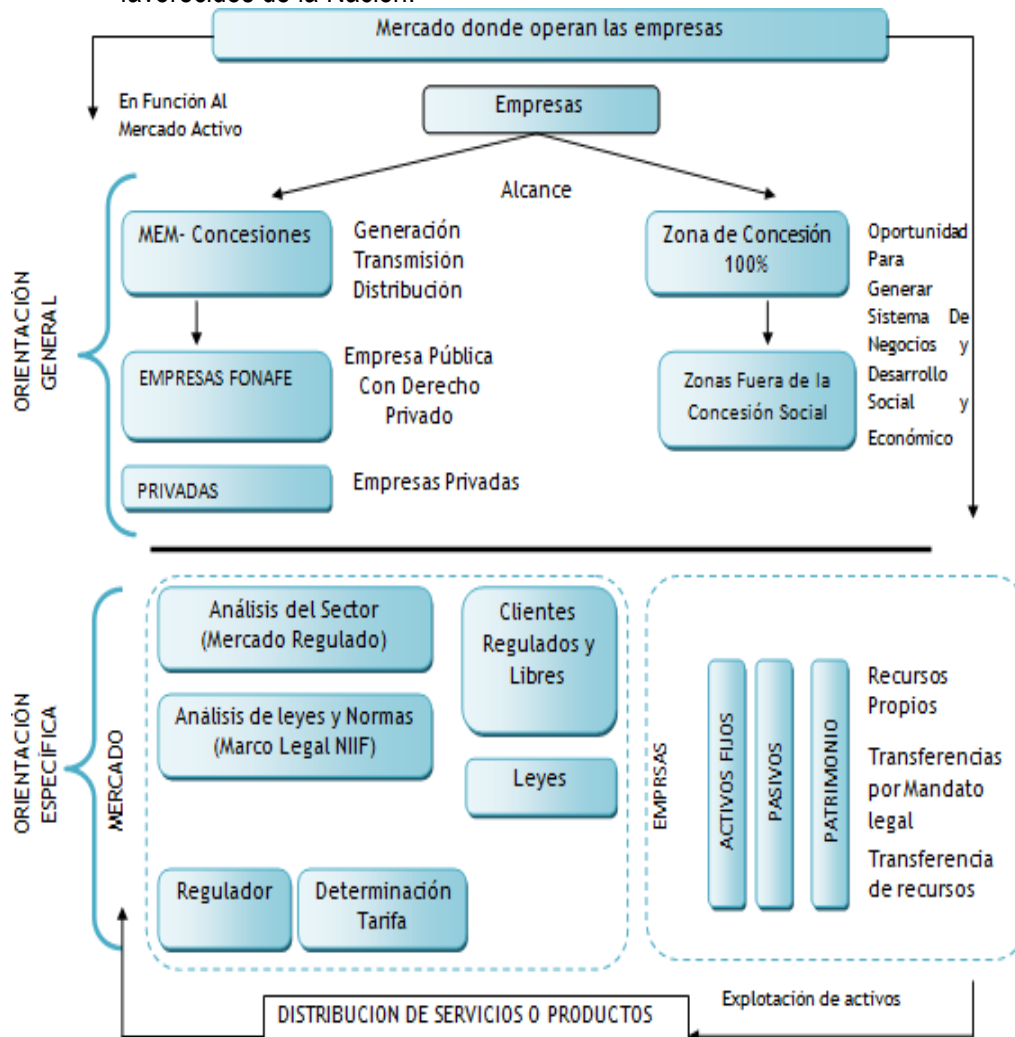 favorecidos de la Nación.
Mercado donde operan las empresas
En Función Al
Mercado Activo
Empresas
Alcance
ORIENTACIÓN
GENERAL
MEM- Concesiones
Generación
Transmisión
Distribución
Zona de Concesión
100%
Oportunidad
Para
Generar
Sistema De
Negocios y
Desarrollo
Social y
Económico
EMPRESAS FONAFE
Empresa Pública
Con Derecho
Privado
Zonas Fuera de la
Concesión Social
PRIVADAS
Empresas Privadas
ORIENTACIÓN
ESPECÍFICA
MERCADO
Análisis del Sector
(Mercado Regulado)
Clientes
Regulados y
Libres
Análisis de leyes y Normas
(Marco Legal NIIF)
Leyes
Regulador
Determinación
Tarifa
EMPRSAS
ACTIVOS FIJOS
PASIVOS
PATRIMONIO
Recursos
Propios
Transferencias
por Mandato
legal
Transferencia
de recursos
Explotación de activos
DISTRIBUCION DE SERVICIOS O PRODUCTOS